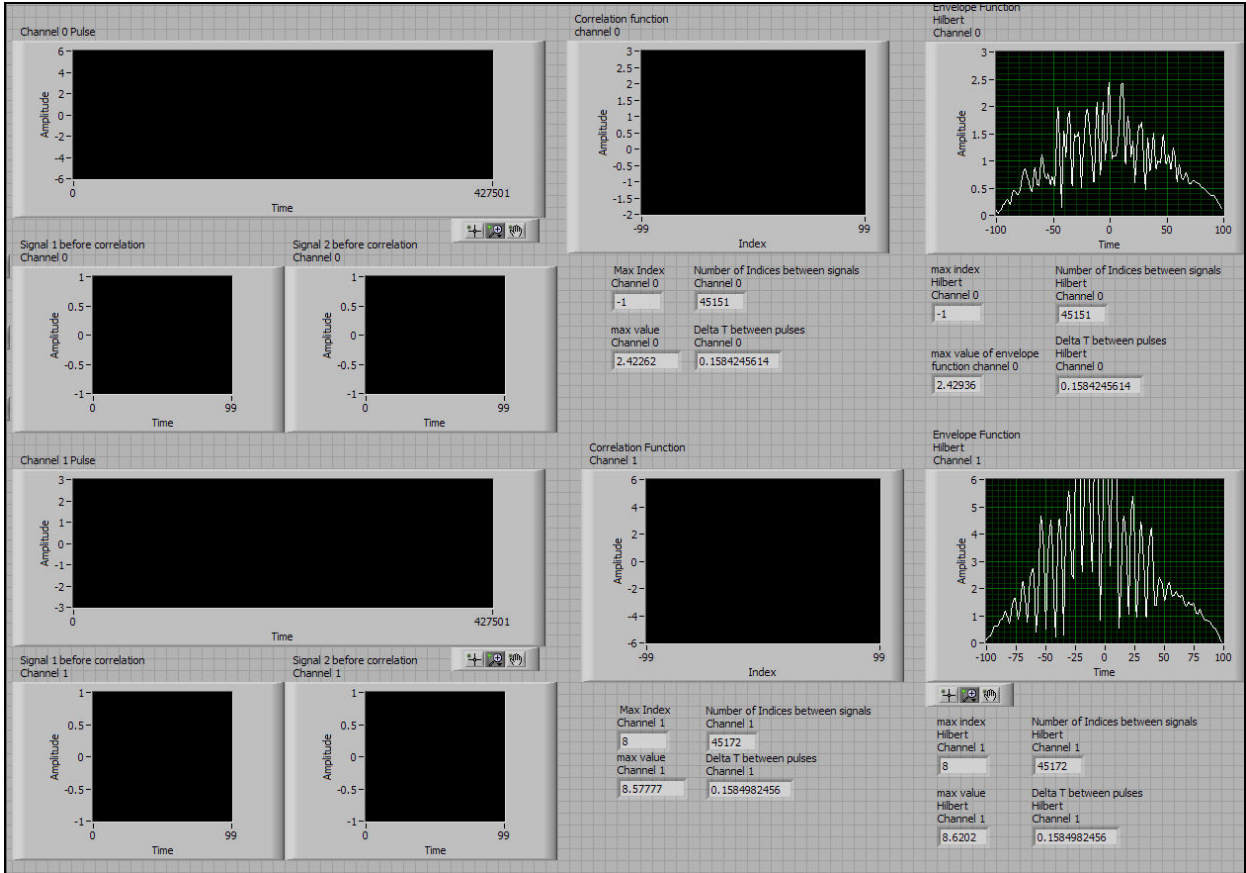 Channel 0 Pulse
6
4
2
0
-2
-4
-6
Amplitude
0
427501
Time
Correlation function
channel 0
3
2.5
2
1.5
1
0.5
0
-0.5
-1
-1.5
-2
Amplitude
-99
99
Index
Envelope Function
Hilbert
Channel 0
3
2.5
2
1.5
1
0.5
0
Amplitude
-100
-50
0
50
100
Time
Signal 1 before correlation
Channel 0
1
0.5
0
-0.5
-1
Amplitude
0
99
Time
Signal 2 before correlation
Channel 0
1
0.5
0
-0.5
-1
Amplitude
0
99
Time
Max Index
Channel 0
-1
Number of Indices between signals
Channel 0
45151
max value
Channel 0
2.42262
Delta T between pulses
Channel 0
0.1584245614
max index
Hilbert
Channel 0
-1
Number of Indices between signals
Hilbert
Channel 0
45151
max value of envelope
function channel 0
2.42936
Delta T between pulses
Hilbert
Channel 0
0.1584245614
Channel 1 Pulse
3
2
1
0
-1
-2
-3
Amplitude
0
427501
Time
Correlation Function
Channel 1
6
4
2
0
-2
-4
-6
Amplitude
-99
99
Index
Envelope Function
Hilbert
Channel 1
6
5
4
3
2
1
0
Amplitude
-100
-75
-50
-25
0
25
50
75
100
Time
Signal 1 before correlation
Channel 1
1
0.5
0
-0.5
-1
Amplitude
0
99
Time
Signal 2 before correlation
Channel 1
1
0.5
0
-0.5
-1
Amplitude
0
99
Time
Max Index
Channel 1
8
Number of Indices between signals
Channel 1
45172
max value
Channel 1
8.57777
Delta T between pulses
Channel 1
0.1584982456
max index
Hilbert
Channel 1
8
Number of Indices between signals
Hilbert
Channel 1
45172
max value
Hilbert
Channel 1
8.6202
Delta T between pulses
Hilbert
Channel 1
0.1584982456